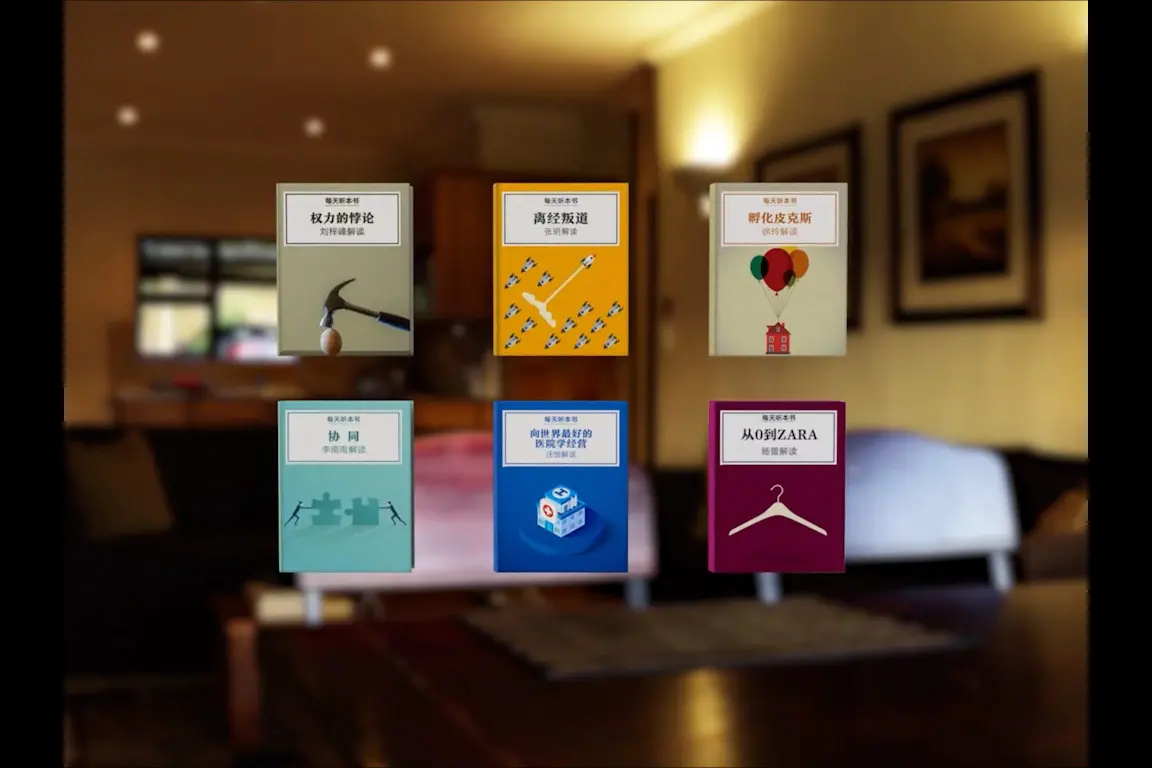 每天听本书
权力的悖论
刘梓峰解读
每天听本书
离经叛道
张玥解读
每天听本书
孵化皮克斯
徐玲解读
每天听本书
协 同
李南南解读
每天听本书
向世界最好的
医院学经营
汪恒解读
每天听本书
从0到ZARA
杨蕾解读